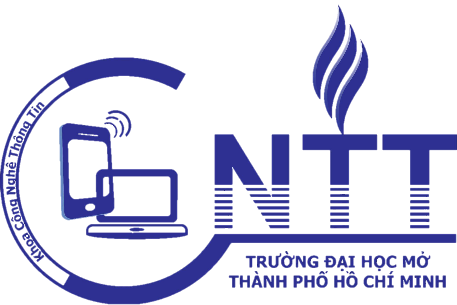 Khoa Công Nghệ Thông Tin
CNTT
TRƯỜNG ĐẠI HỌC MỞ
THÀNH PHỐ HỒ CHÍ MINH